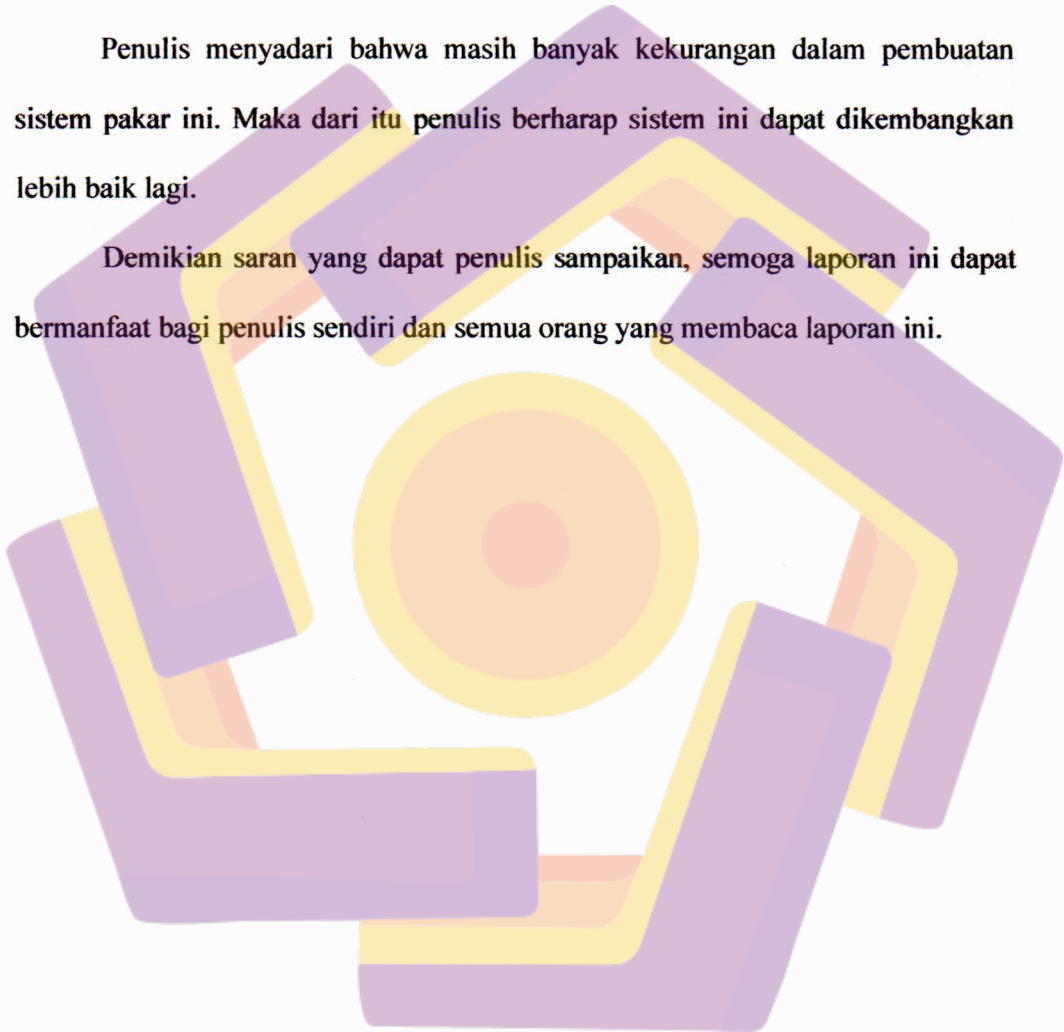 Penulis menyadari bahwa masih banyak kekurangan dalam pembuatan
sistem pakar ini. Maka dari itu penulis berharap sistem ini dapat dikembangkan
lebih baik lagi.
Demikian saran yang dapat penulis sampaikan, semoga laporan ini dapat
bermanfaat bagi penulis sendiri dan semua orang yang membaca laporan ini.